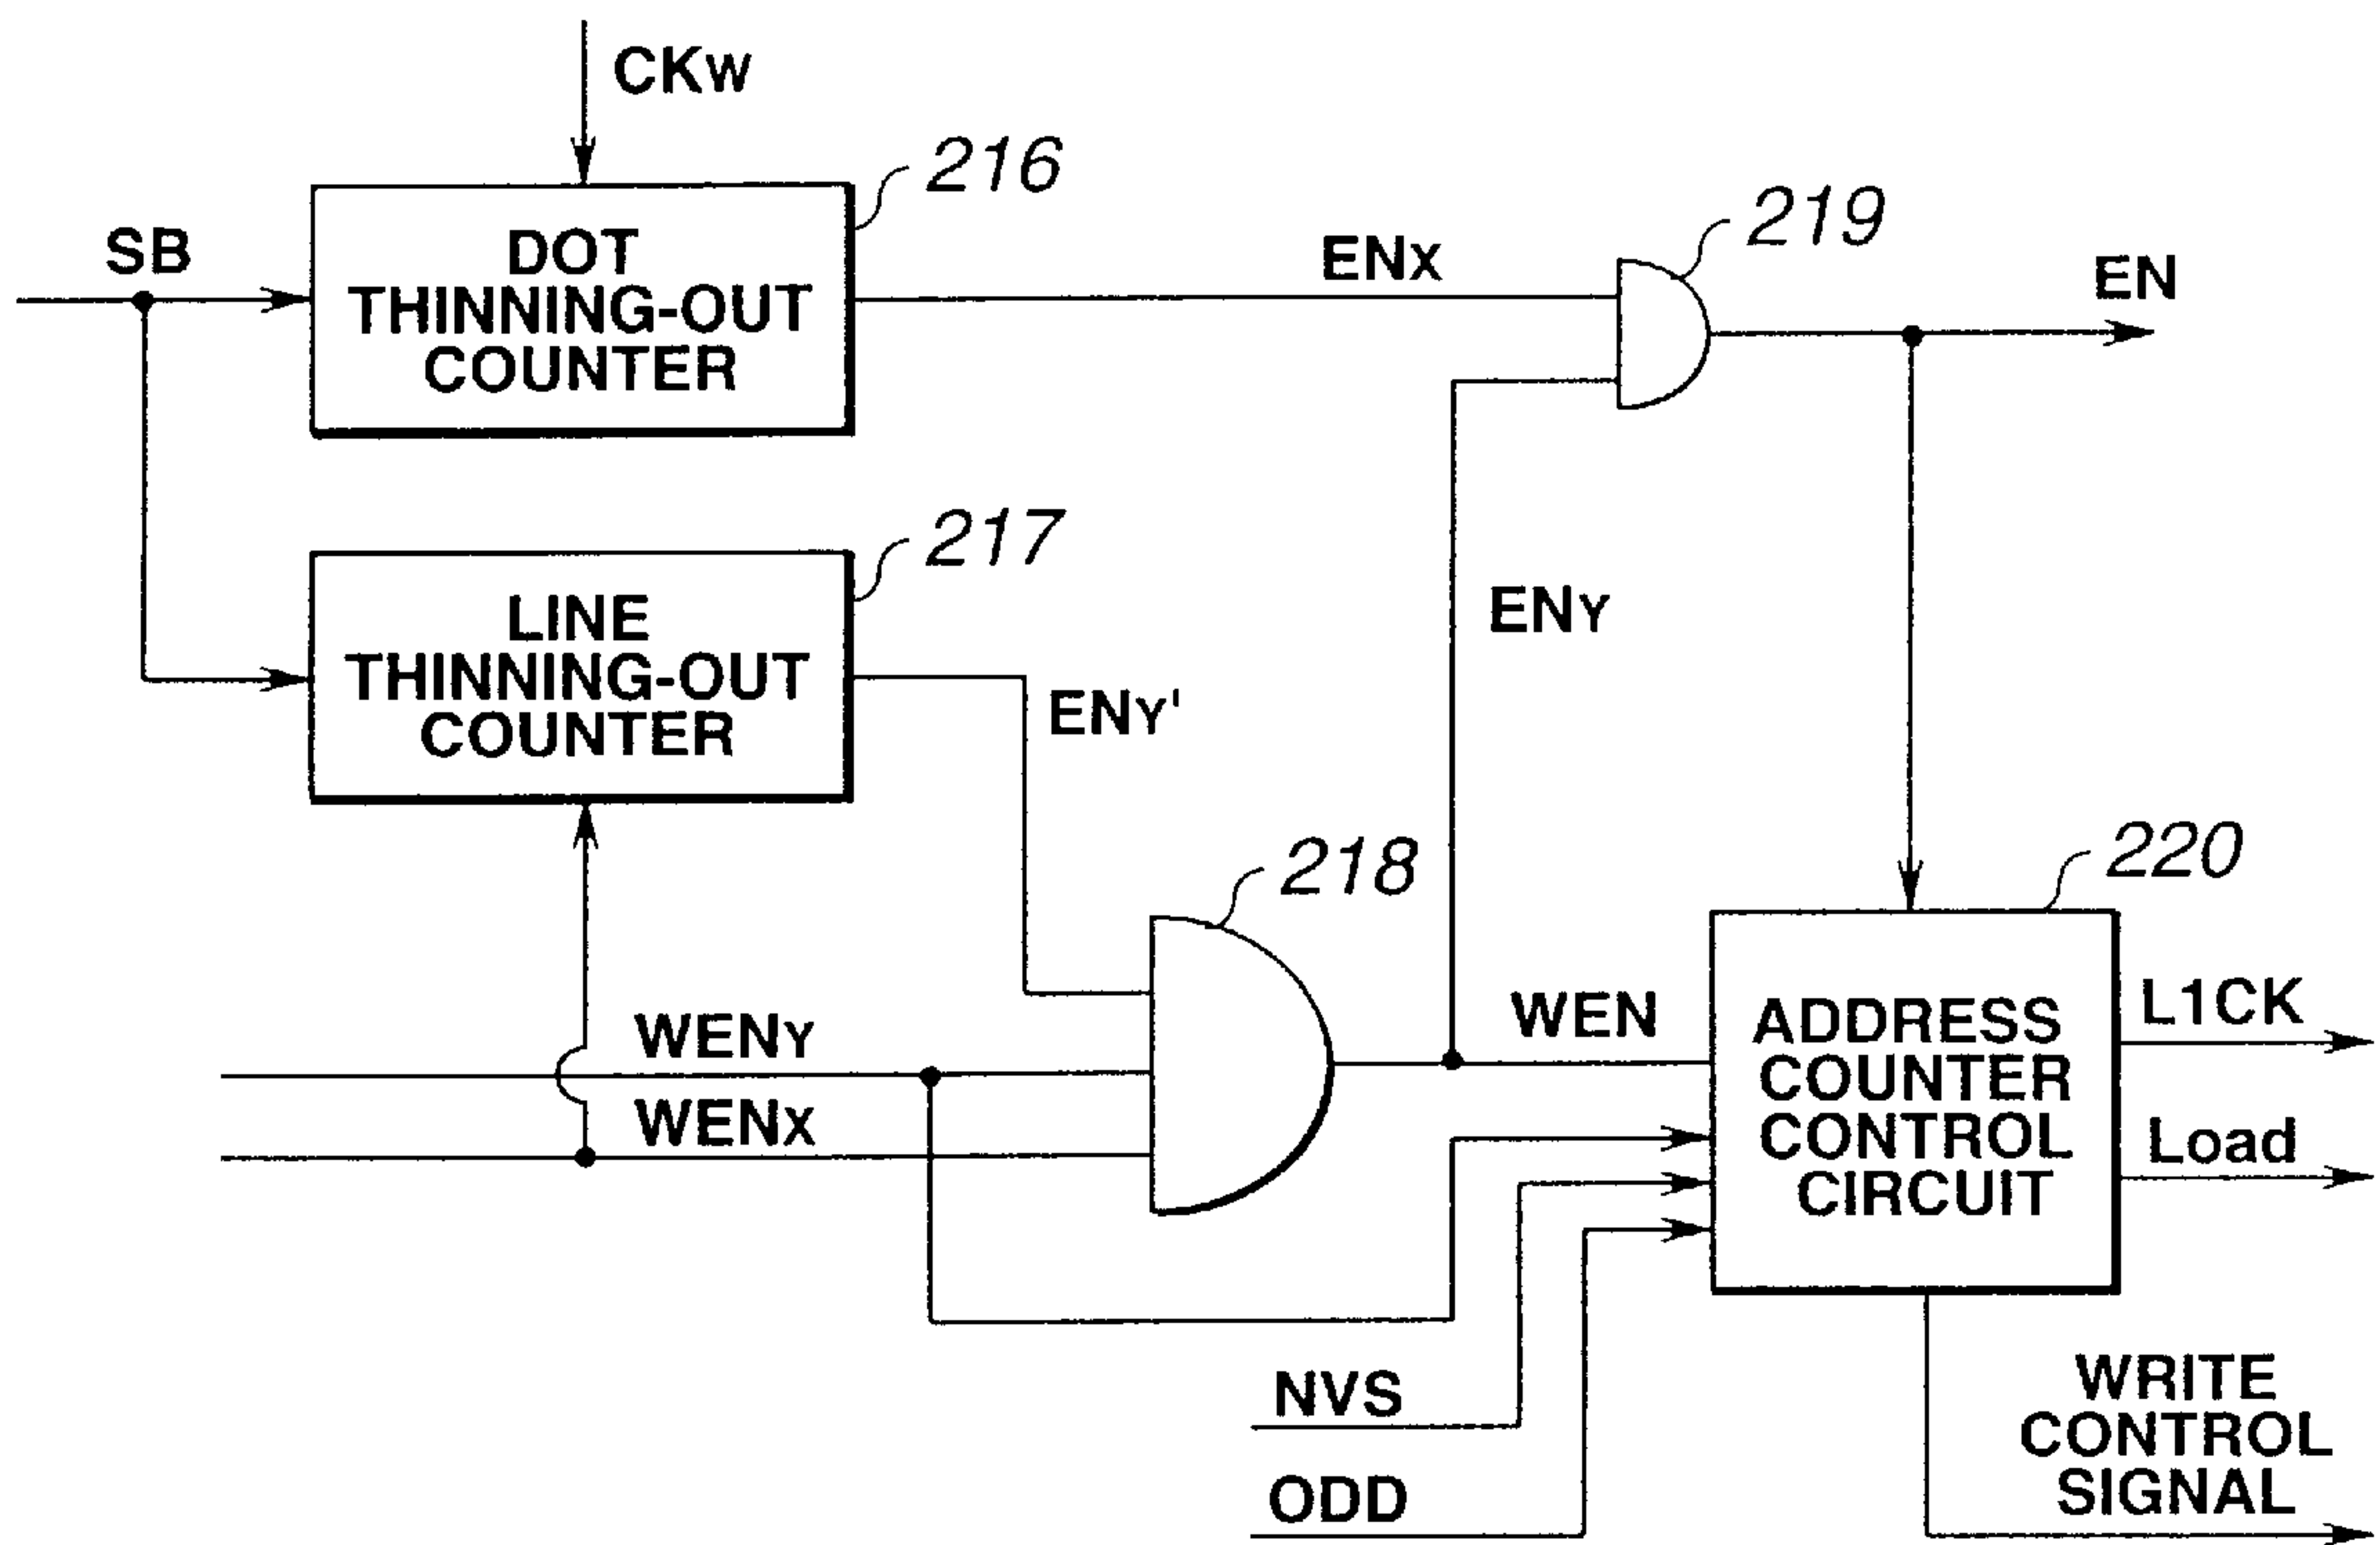 CKW
216
SB
DOT
THINNING-OUT
COUNTER
ENX
219
EN
217
LINE
THINNING-OUT
COUNTER
ENY'
ENY
218
220
WENY
WENX
WEN
ADDRESS
COUNTER
CONTROL
CIRCUIT
L1CK
Load
NVS
ODD
WRITE
CONTROL
SIGNAL